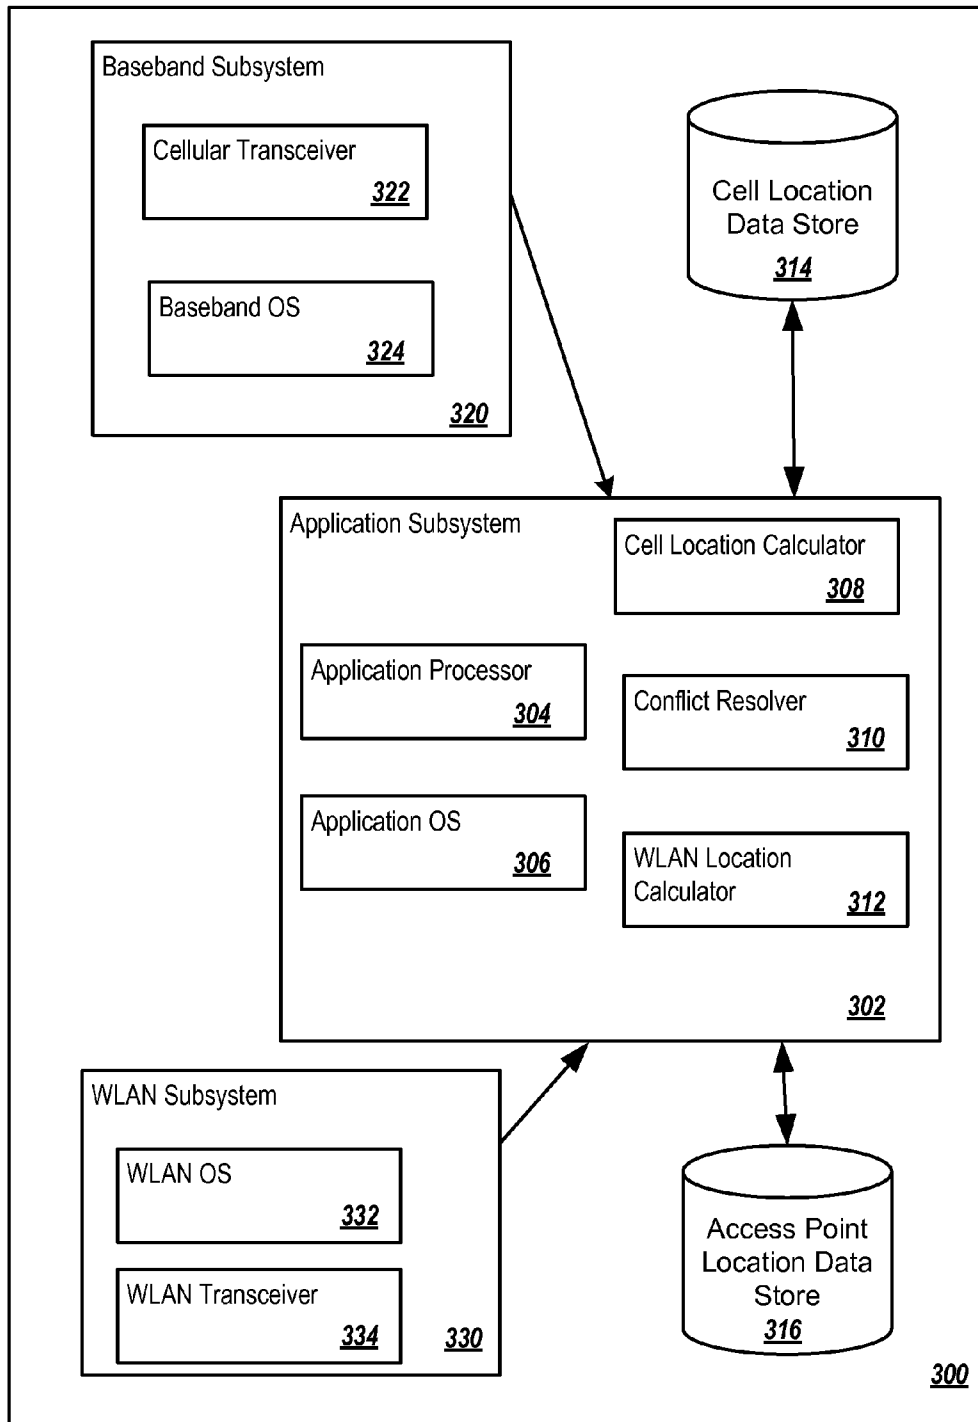 Baseband Subsystem
Cellular Transceiver
322
Baseband OS
324
320
Cell Location
Data Store
314
Application Subsystem
Cell Location Calculator
308
Application Processor
304
Conflict Resolver
310
Application OS
306
WLAN Location
Calculator
312
302
WLAN Subsystem
WLAN OS
332
WLAN Transceiver
334
330
Access Point
Location Data
Store
316
300